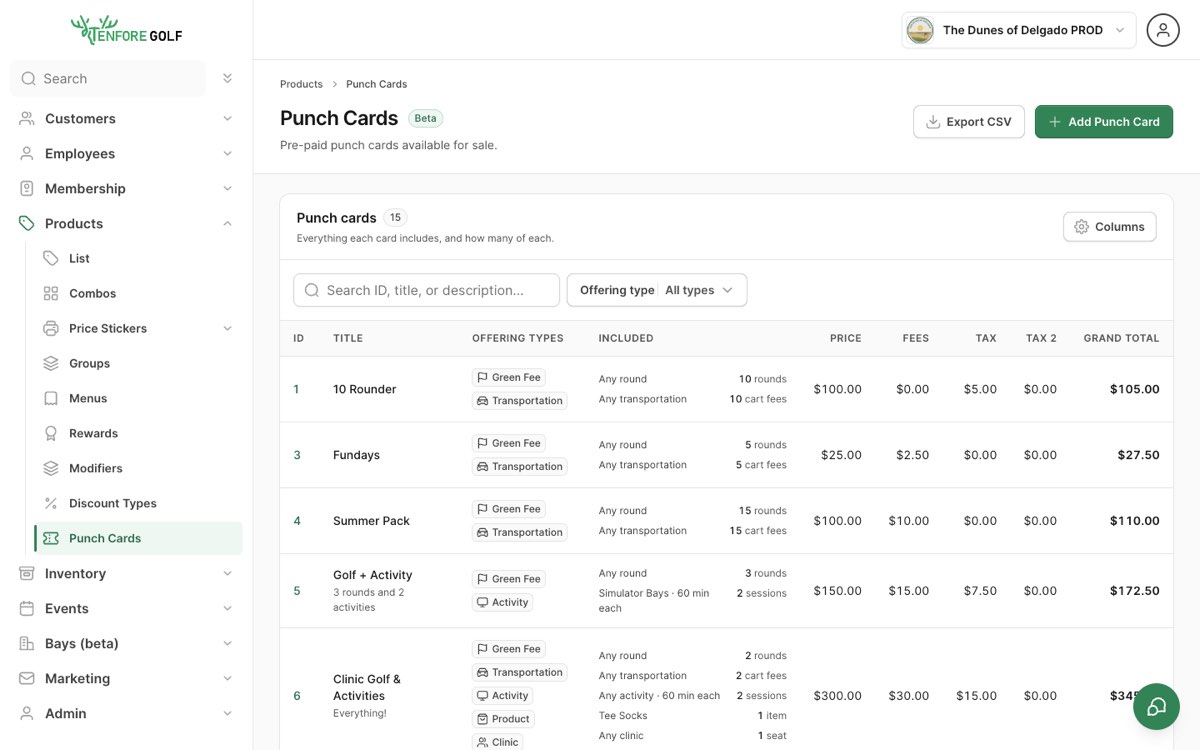 TENFORE GOLF
The Dunes of Delgado PROD
Search
Customers
Employees
Membership
Products
List
Combos
Price Stickers
Groups
Menus
Rewards
Modifiers
Discount Types
Punch Cards
Inventory
Events
Bays (beta)
Marketing
Admin
Products > Punch Cards
Punch Cards Beta
Pre-paid punch cards available for sale.
Export CSV
+ Add Punch Card
Punch cards 15
Everything each card includes, and how many of each.
Columns
Search ID, title, or description...
Offering type All types
ID TITLE OFFERING TYPES INCLUDED PRICE FEES TAX TAX 2 GRAND TOTAL
1 10 Rounder Green Fee Any round 10 rounds $100.00 $0.00 $5.00 $0.00 $105.00
Transportation Any transportation 10 cart fees
3 Fundays Green Fee Any round 5 rounds $25.00 $2.50 $0.00 $0.00 $27.50
Transportation Any transportation 5 cart fees
4 Summer Pack Green Fee Any round 15 rounds $100.00 $10.00 $0.00 $0.00 $110.00
Transportation Any transportation 15 cart fees
5 Golf + Activity Green Fee Any round 3 rounds $150.00 $15.00 $7.50 $0.00 $172.50
3 rounds and 2 Activity Simulator Bays · 60 min 2 sessions
activities each
6 Clinic Golf & Green Fee Any round 2 rounds $300.00 $30.00 $15.00 $0.00
Activities Transportation Any transportation 2 cart fees
Everything! Activity Any activity · 60 min each 2 sessions
Product Tee Socks 1 item
Clinic Any clinic 1 seat